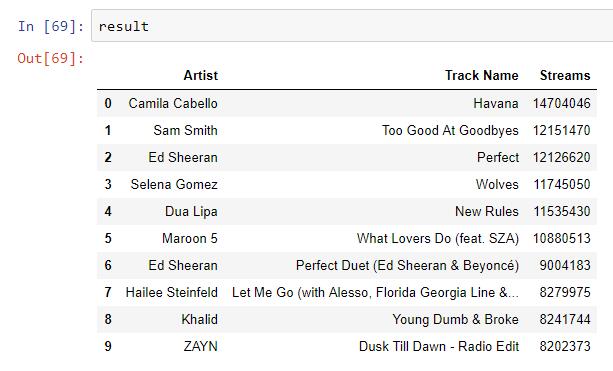 In [69]: result
Out[69]:
Artist Track Name Streams
0 Camila Cabello Havana 14704046
1 Sam Smith Too Good At Goodbyes 12151470
2 Ed Sheeran Perfect 12126620
3 Selena Gomez Wolves 11745050
4 Dua Lipa New Rules 11535430
5 Maroon 5 What Lovers Do (feat. SZA) 10880513
6 Ed Sheeran Perfect Duet (Ed Sheeran & Beyoncé) 9004183
7 Hailee Steinfeld Let Me Go (with Alesso, Florida Georgia Line &... 8279975
8 Khalid Young Dumb & Broke 8241744
9 ZAYN Dusk Till Dawn - Radio Edit 8202373